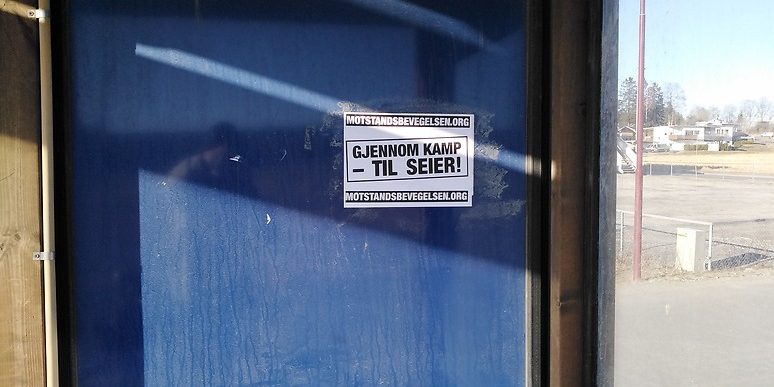 MOTSTANDSBEVEGELSEN.ORG
GJENNOM KAMP
– TIL SEIER!
MOTSTANDSBEVEGELSEN.ORG